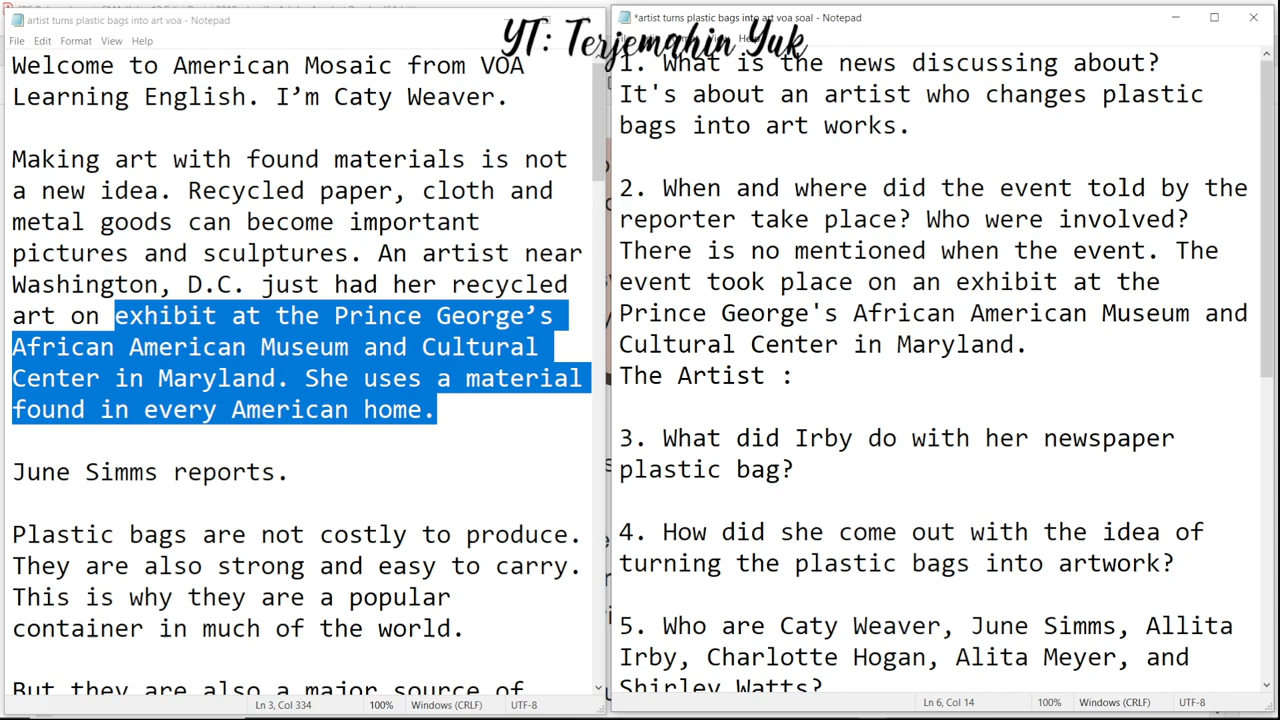 artist turns plastic bags into art voa - Notepad
File Edit Format View Help
Welcome to American Mosaic from VOA
Learning English. I’m Caty Weaver.
Making art with found materials is not
a new idea. Recycled paper, cloth and
metal goods can become important
pictures and sculptures. An artist near
Washington, D.C. just had her recycled
art on exhibit at the Prince George’s
African American Museum and Cultural
Center in Maryland. She uses a material
found in every American home.
June Simms reports.
Plastic bags are not costly to produce.
They are also strong and easy to carry.
This is why they are a popular
container in much of the world.
But they are also a major source of
Ln 3, Col 334 100% Windows (CRLF) UTF-8
YT: Terjemahin Yuk
*artist turns plastic bags into art voa soal - Notepad
1. What is the news discussing about?
It's about an artist who changes plastic
bags into art works.
2. When and where did the event told by the
reporter take place? Who were involved?
There is no mentioned when the event. The
event took place on an exhibit at the
Prince George's African American Museum and
Cultural Center in Maryland.
The Artist :
3. What did Irby do with her newspaper
plastic bag?
4. How did she come out with the idea of
turning the plastic bags into artwork?
5. Who are Caty Weaver, June Simms, Allita
Irby, Charlotte Hogan, Alita Meyer, and
Shirley Watts?
Ln 6, Col 14 100% Windows (CRLF) UTF-8